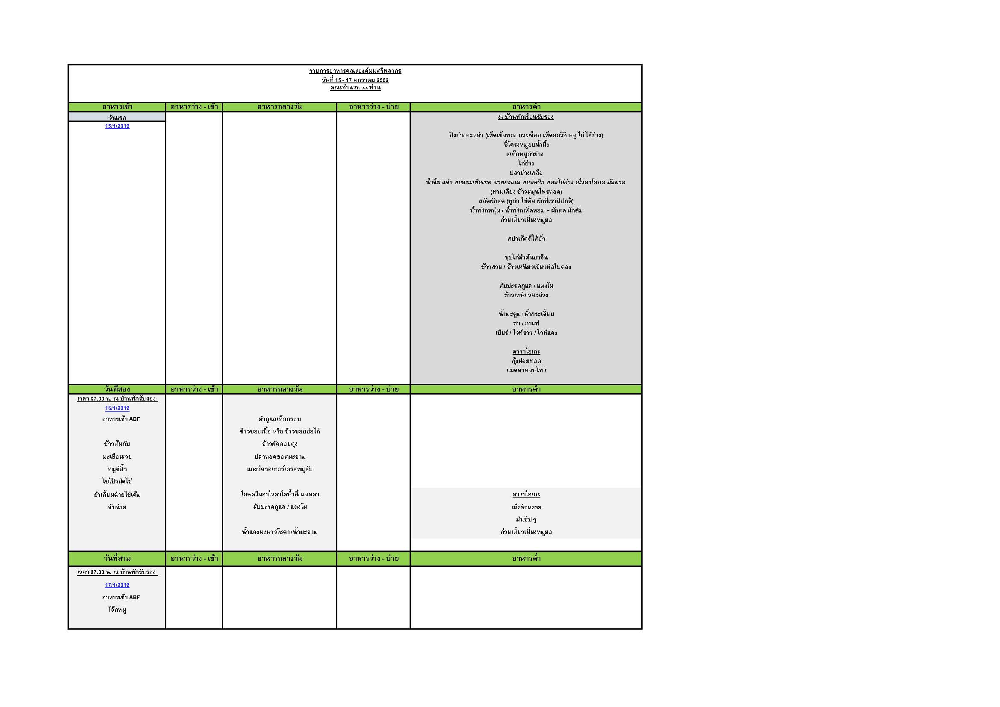 รายการอาหารคณะองค์มนตรีพลากร
วันที่ 15 - 17 มกราคม 2562
คณะจำนวน xx ท่าน
อาหารเช้า
อาหารว่าง - เช้า
อาหารกลางวัน
อาหารว่าง - บ่าย
อาหารค่ำ
วันแรก
15/1/2019
ณ บ้านพักเรือนรับรอง
ปิ้งย่างมะหล่า (เห็ดเข็มทอง กระเจี๊ยบ เห็ดออริจิ หมู ไก่ ไส้ย่าง)
ซี่โครงหมูอบน้ำผึ้ง
สเต๊กหมูดำย่าง
ไก่ย่าง
ปลาย่างเกลือ
น้ำจิ้ม แจ่ว ซอสมะเขือเทศ มายองเนส ซอสพริก ซอสไก่ย่าง อโวคาโดบด มัสตาด
(ทานเคียง ข้าวสมุนไพรทอด)
สลัดผักสด (ทูน่า ไข่ต้ม ผักที่เรามีปกติ)
น้ำพริกหนุ่ม / น้ำพริกเห็ดหอม + ผักสด ผักต้ม
ก๋วยเตี๋ยวเมี่ยงหมูยอ
สปาเก็ตตี้ไส้อั่ว
ซุปไก่ดำตุ๋นยาจีน
ข้าวสวย / ข้าวเหนียวเขียวห่อใบตอง
สับปะรดภูแล / แตงโม
ข้าวเหนียวมะม่วง
น้ำมะตูม+น้ำกระเจี๊ยบ
ชา / กาแฟ
เบียร์ / ไวท์ขาว / ไวท์แดง
คาราโอเกะ
กุ้งฝอยทอด
แมคคาสมุนไพร
วันที่สอง
อาหารว่าง - เช้า
อาหารกลางวัน
อาหารว่าง - บ่าย
อาหารค่ำ
เวลา 07.00 น. ณ บ้านพักรับรอง
16/1/2019
อาหารเช้า ABF
ข้าวต้มกับ
มะเขือเสวย
หมูซีอิ๊ว
ไชโป๊วผัดไข่
ยำเกี๊ยมฉ่ายไข่เค็ม
จับฉ่าย
ยำภูแลเห็ดกรอบ
ข้าวซอยเนื้อ หรือ ข้าวซอยฮ่อไก่
ข้าวผัดดอยตุง
ปลาทอดซอสมะขาม
แกงจืดวอเตอร์เครสหมูสับ
ไอศครีมอาโวคาโดน้ำผึ้งแมคคา
สับปะรดภูแล / แตงโม
น้ำแดงมะนาวโซดา+น้ำมะขาม
คาราโอเกะ
เห็ดอ้อนดอย
มันชิป ๆ
ก๋วยเตี๋ยวเมี่ยงหมูยอ
วันที่สาม
อาหารว่าง - เช้า
อาหารกลางวัน
อาหารว่าง - บ่าย
อาหารค่ำ
เวลา 07.00 น. ณ บ้านพักรับรอง
17/1/2019
อาหารเช้า ABF
โจ๊กหมู